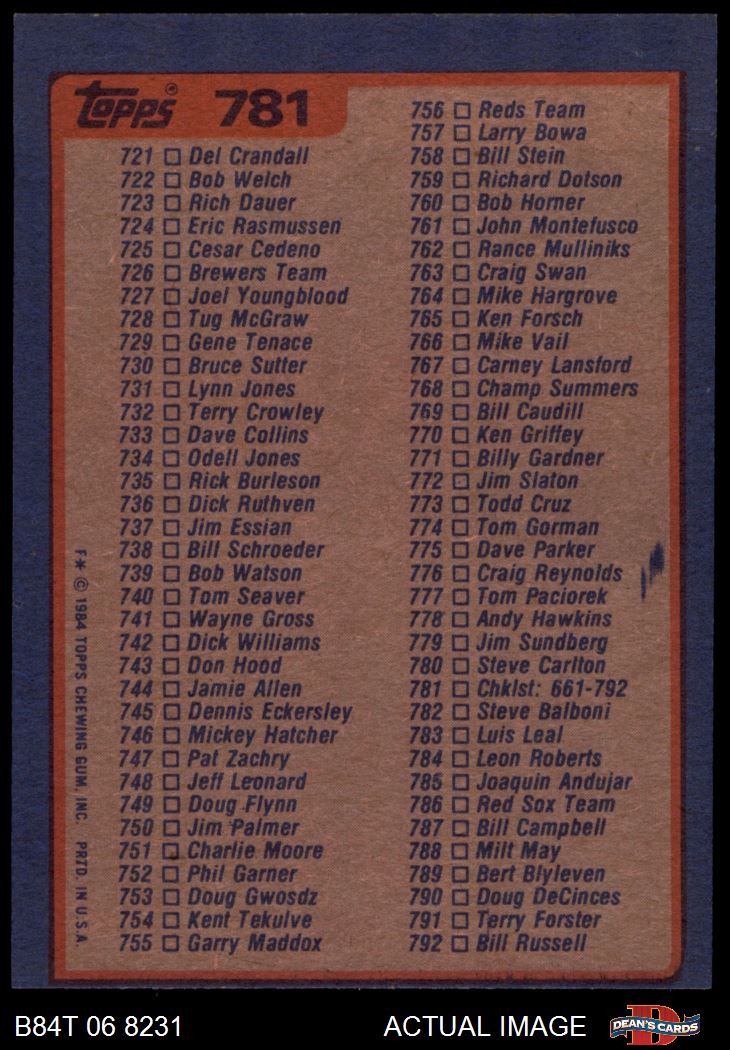 Topps 781
721 Del Crandall
722 Bob Welch
723 Rich Dauer
724 Eric Rasmussen
725 Cesar Cedeno
726 Brewers Team
727 Joel Youngblood
728 Tug McGraw
729 Gene Tenace
730 Bruce Sutter
731 Lynn Jones
732 Terry Crowley
733 Dave Collins
734 Odell Jones
735 Rick Burleson
736 Dick Ruthven
737 Jim Essian
738 Bill Schroeder
739 Bob Watson
740 Tom Seaver
741 Wayne Gross
742 Dick Williams
743 Don Hood
744 Jamie Allen
745 Dennis Eckersley
746 Mickey Hatcher
747 Pat Zachry
748 Jeff Leonard
749 Doug Flynn
750 Jim Palmer
751 Charlie Moore
752 Phil Garner
753 Doug Gwosdz
754 Kent Tekulve
755 Garry Maddox
756 Reds Team
757 Larry Bowa
758 Bill Stein
759 Richard Dotson
760 Bob Horner
761 John Montefusco
762 Rance Mulliniks
763 Craig Swan
764 Mike Hargrove
765 Ken Forsch
766 Mike Vail
767 Carney Lansford
768 Champ Summers
769 Bill Caudill
770 Ken Griffey
771 Billy Gardner
772 Jim Slaton
773 Todd Cruz
774 Tom Gorman
775 Dave Parker
776 Craig Reynolds
777 Tom Paciorek
778 Andy Hawkins
779 Jim Sundberg
780 Steve Carlton
781 Chklst: 661-792
782 Steve Balboni
783 Luis Leal
784 Leon Roberts
785 Joaquin Andujar
786 Red Sox Team
787 Bill Campbell
788 Milt May
789 Bert Blyleven
790 Doug DeCinces
791 Terry Forster
792 Bill Russell
F* © 1984 TOPPS CHEWING GUM, INC. PRTD. IN U.S.A.
B84T 06 8231
ACTUAL IMAGE
DEAN'S CARDS